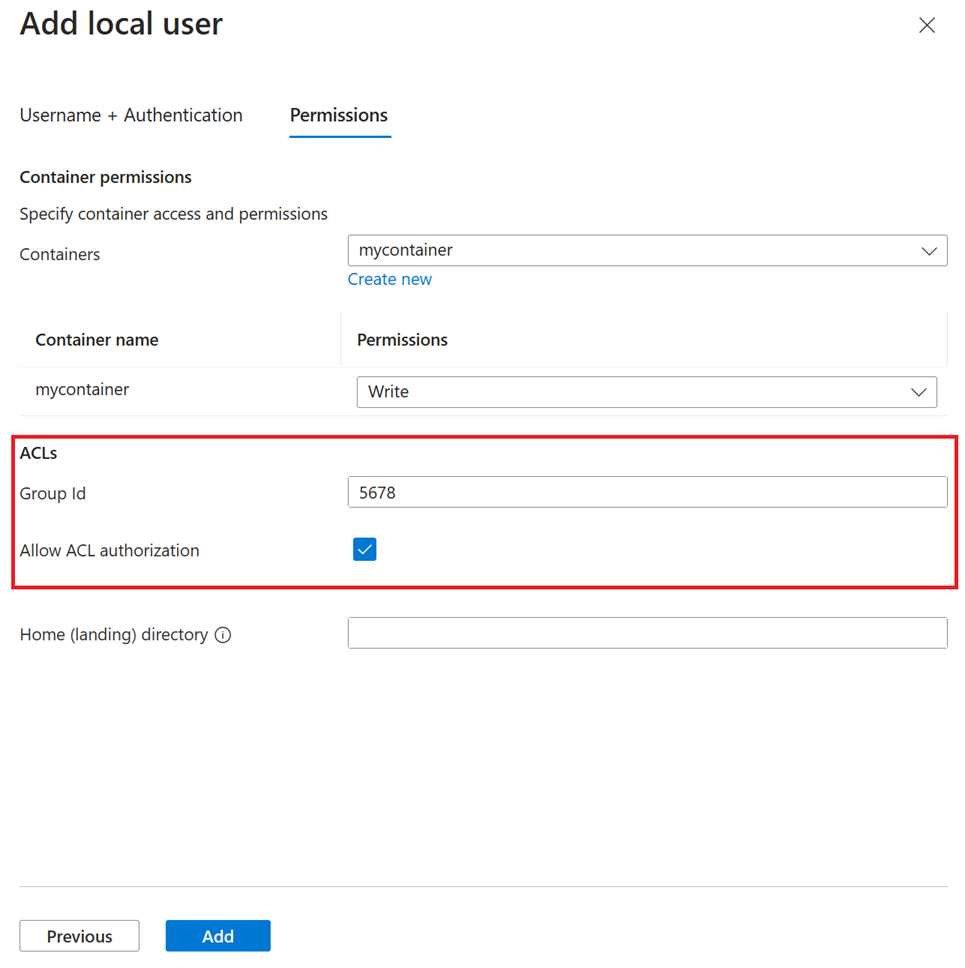 Add local user
Username + Authentication Permissions
Container permissions
Specify container access and permissions
Containers mycontainer
Create new
Container name Permissions
mycontainer Write
ACLs
Group Id 5678
Allow ACL authorization
Home (landing) directory
Previous Add